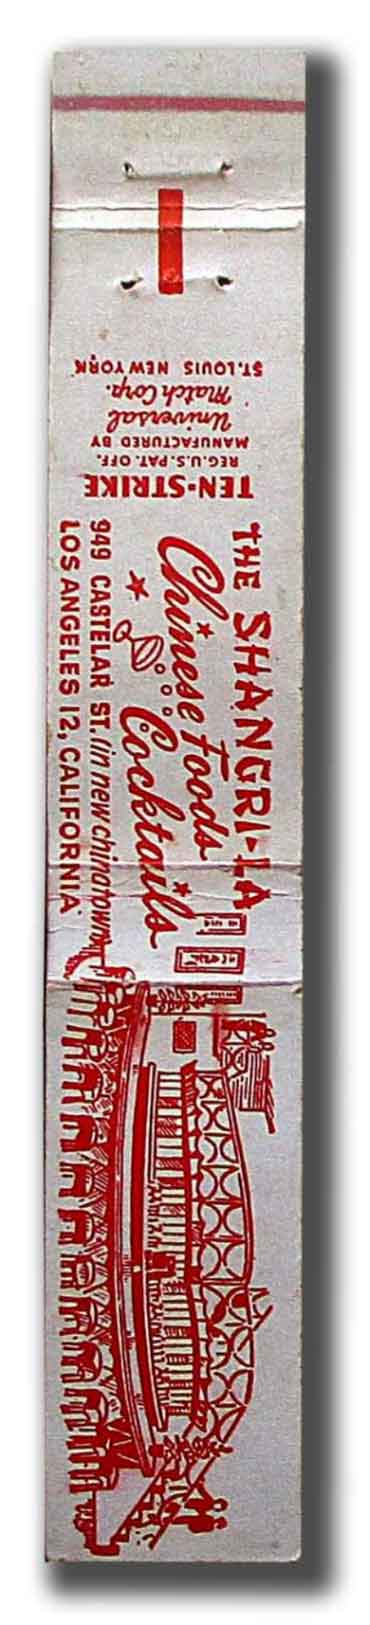 TEN-STRIKE
REG. U.S. PAT. OFF.
MANUFACTURED BY
Universal
Match Corp.
ST. LOUIS NEW YORK
THE SHANGRI-LA
Chinese Foods
Cocktails
949 CASTELAR ST. (in new chinatown)
LOS ANGELES 12, CALIFORNIA